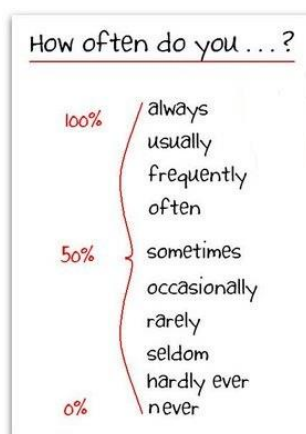 How often do you ...?
100%
always
usually
frequently
often
50%
sometimes
occasionally
rarely
seldom
hardly ever
0%
never